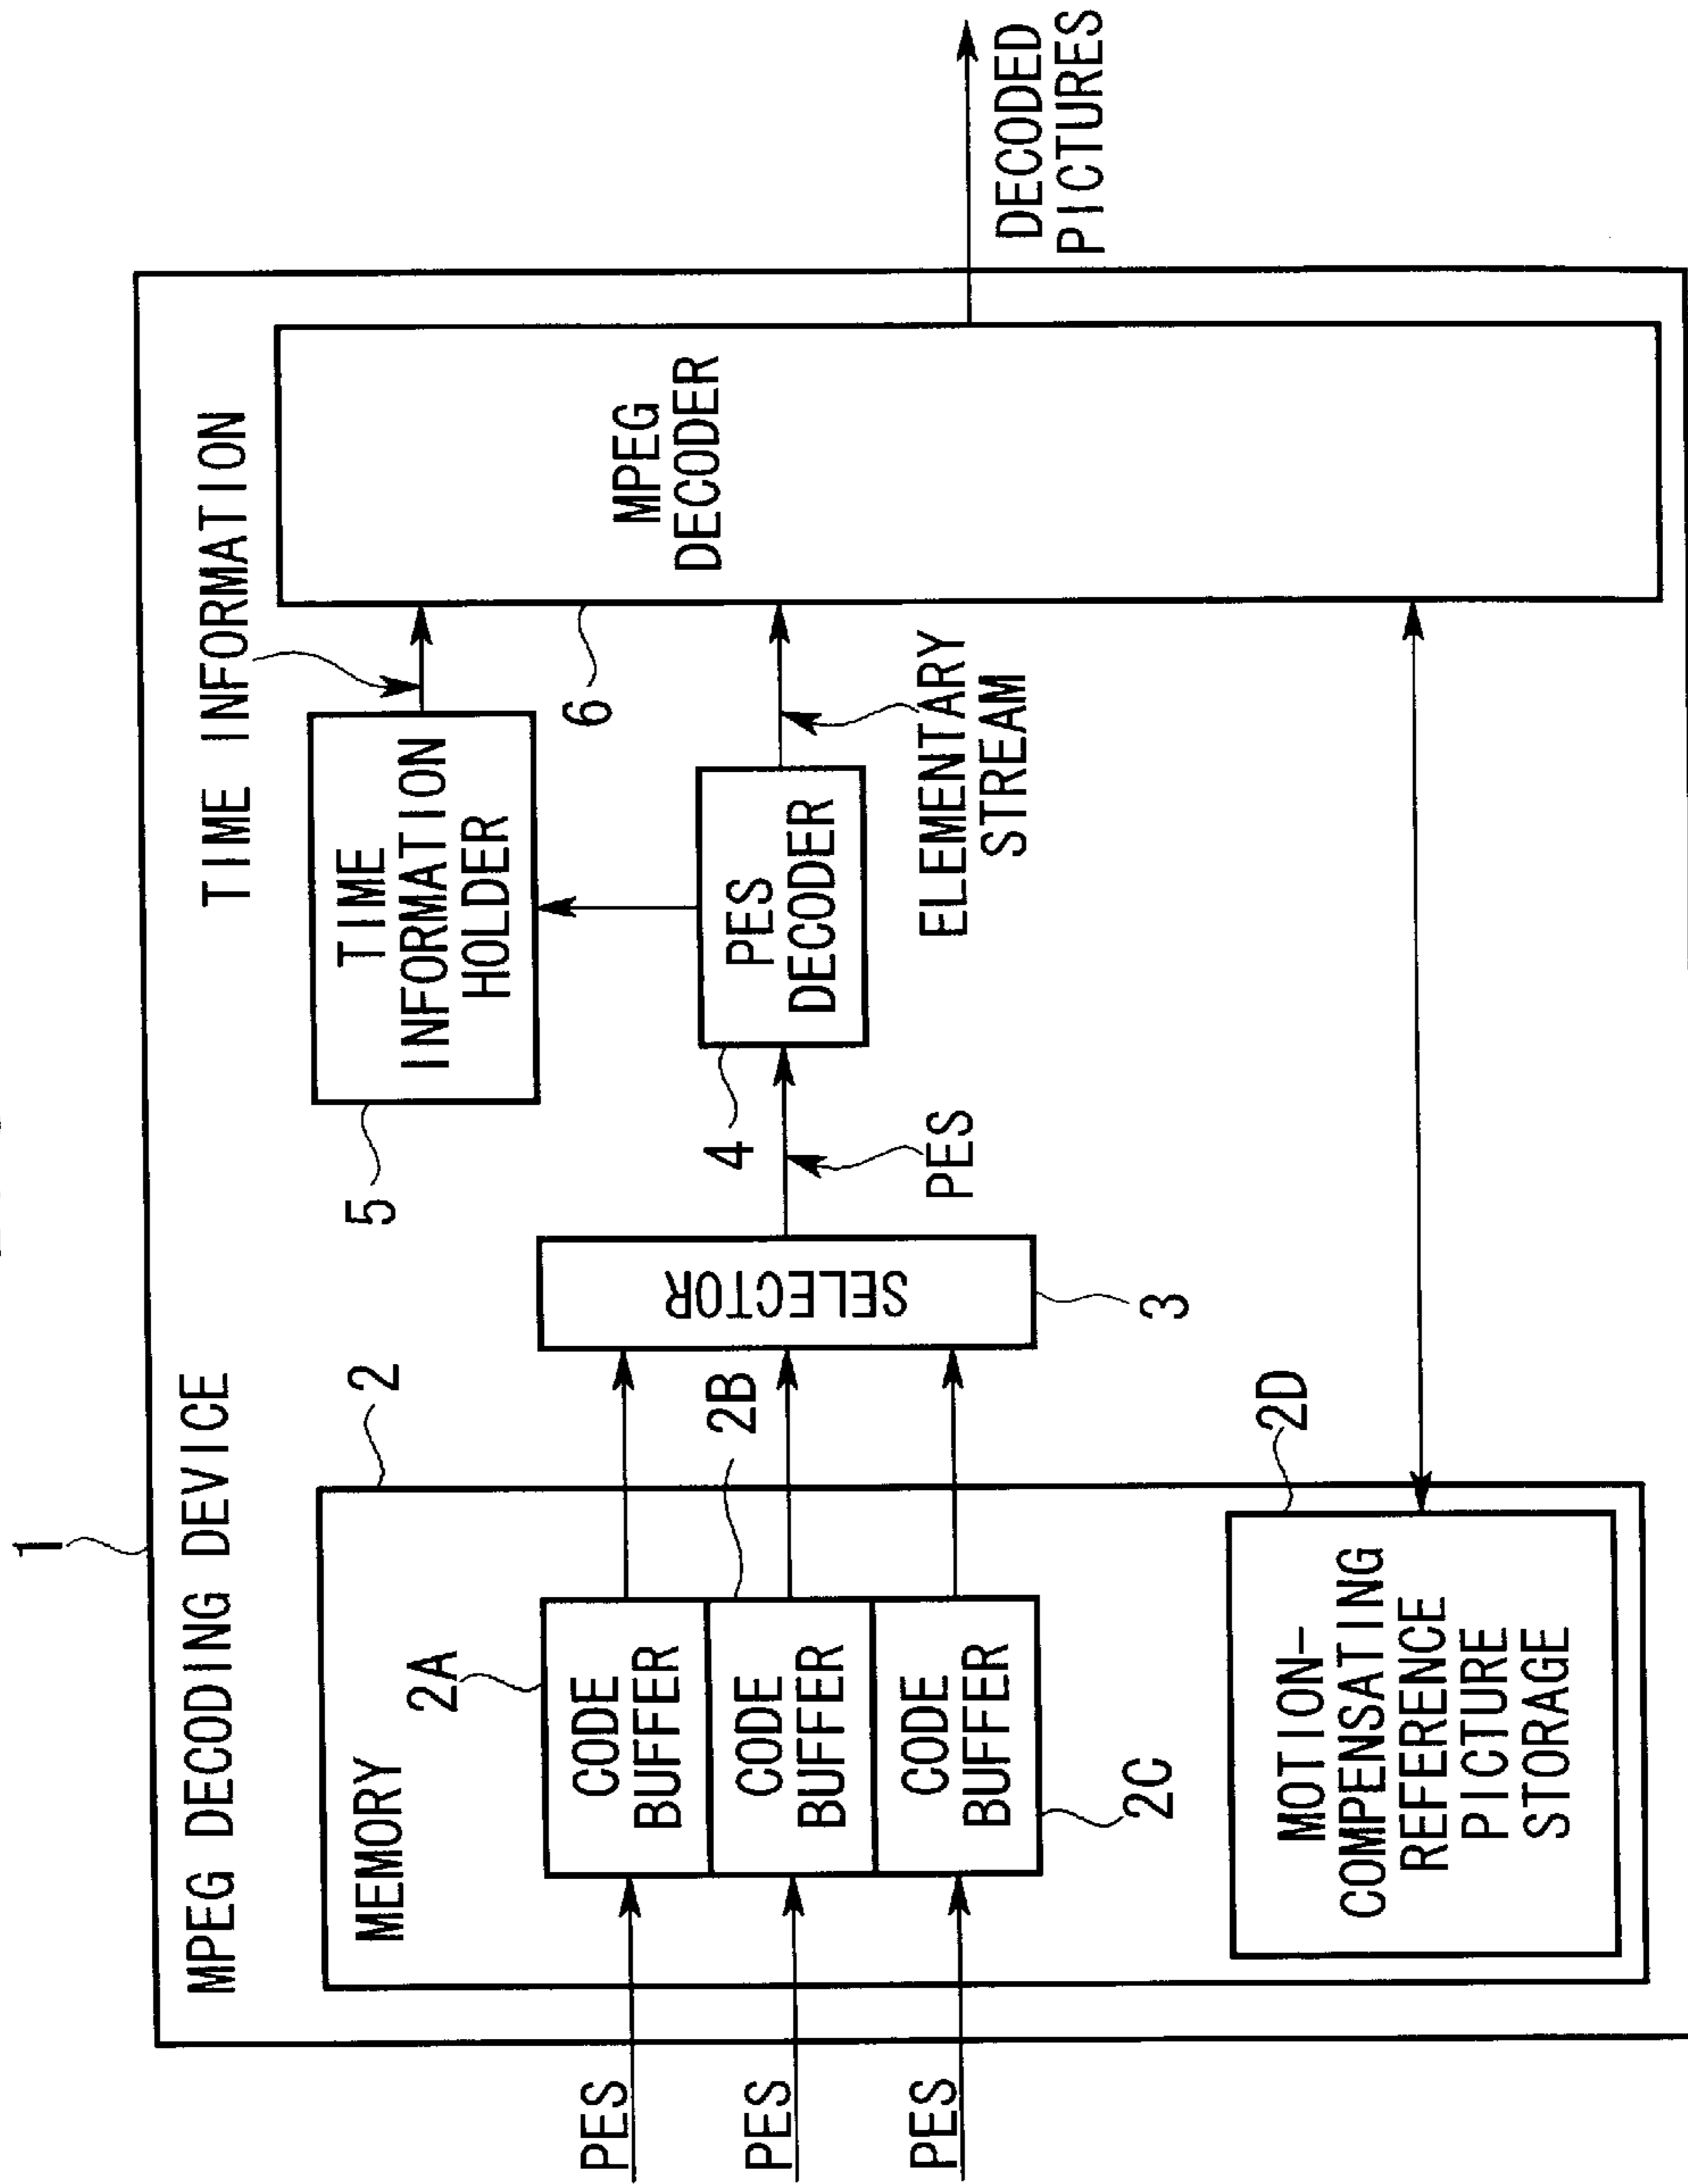 1
MPEG DECODING DEVICE
TIME INFORMATION
MEMORY
2
2A
CODE
BUFFER
2B
CODE
BUFFER
CODE
BUFFER
2C
PES
PES
PES
MOTION-
COMPENSATING
REFERENCE
PICTURE
STORAGE
2D
SELECTOR
3
PES
4
PES
DECODER
5
TIME
INFORMATION
HOLDER
ELEMENTARY
STREAM
6
MPEG
DECODER
DECODED
PICTURES